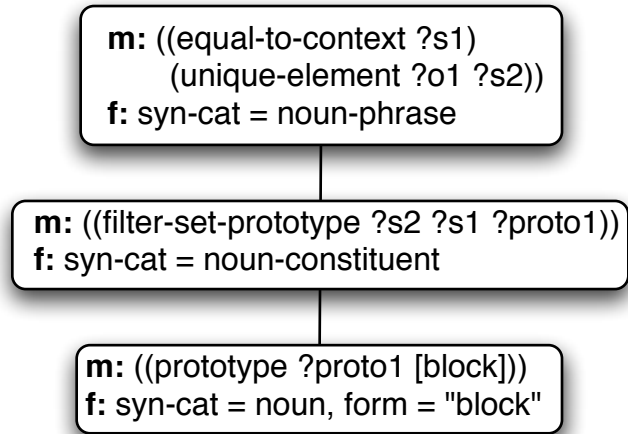 m: ((equal-to-context ?s1)
(unique-element ?o1 ?s2))
f: syn-cat = noun-phrase
m: ((filter-set-prototype ?s2 ?s1 ?proto1))
f: syn-cat = noun-constituent
m: ((prototype ?proto1 [block]))
f: syn-cat = noun, form = "block"